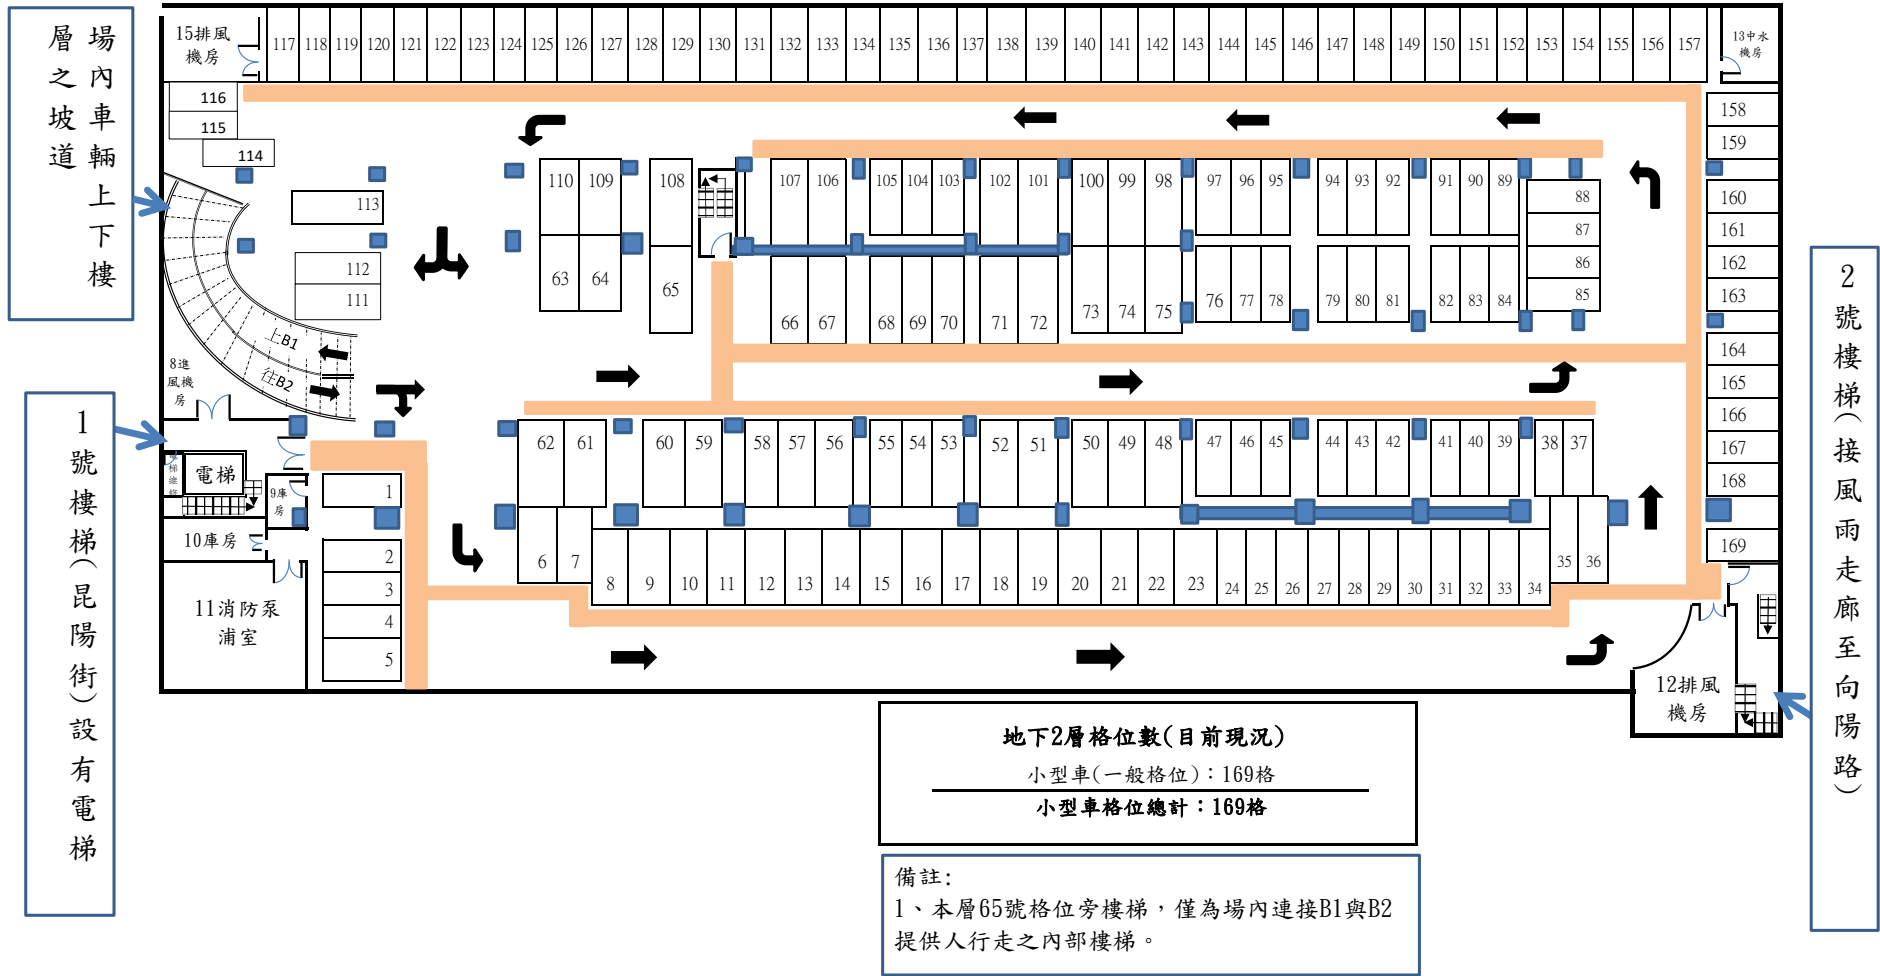 場內車輛上下樓
層之坡道
15排風
機房
117 118 119 120 121 122 123 124 125 126 127 128 129 130 131 132 133 134 135 136 137 138 139 140 141 142 143 144 145 146 147 148 149 150 151 152 153 154 155 156 157
13中水
機房
116
115
114
113
112
111
110 109 108 107 106 105 104 103 102 101 100 99 98 97 96 95 94 93 92 91 90 89
88
87
86
85
63 64 65 66 67 68 69 70 71 72 73 74 75 76 77 78 79 80 81 82 83 84
158
159
160
161
162
163
164
165
166
167
168
169
上B1
往B2
8進
風機
房
1號樓梯(昆陽街)設有電梯
電梯
9庫
房
10庫房
11消防泵
浦室
1
2
3
4
5
62 61 60 59 58 57 56 55 54 53 52 51 50 49 48 47 46 45 44 43 42 41 40 39 38 37
6 7 8 9 10 11 12 13 14 15 16 17 18 19 20 21 22 23 24 25 26 27 28 29 30 31 32 33 34 35 36
12排風
機房
2號樓梯(接風雨走廊至向陽路)
地下2層格位數(目前現況)
小型車(一般格位):169格
小型車格位總計:169格
備註:
1、本層65號格位旁樓梯,僅為場內連接B1與B2
提供人行走之內部樓梯。